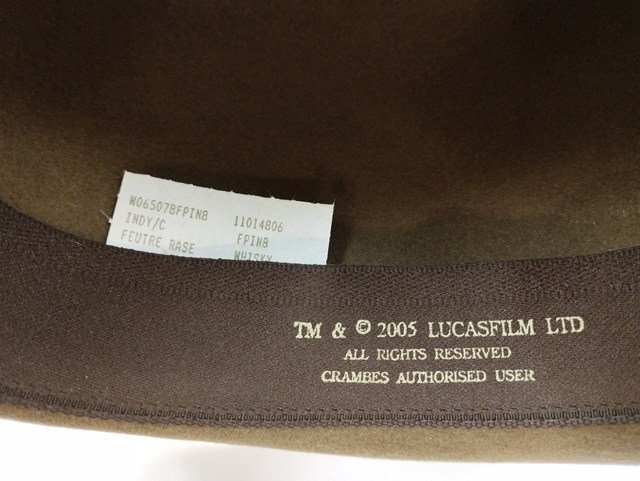 W06507BFPIN8 11014806
INDY/C FPIN8
FEUTRE RASE WHISKY
TM & © 2005 LUCASFILM LTD
ALL RIGHTS RESERVED
CRAMBES AUTHORISED USER